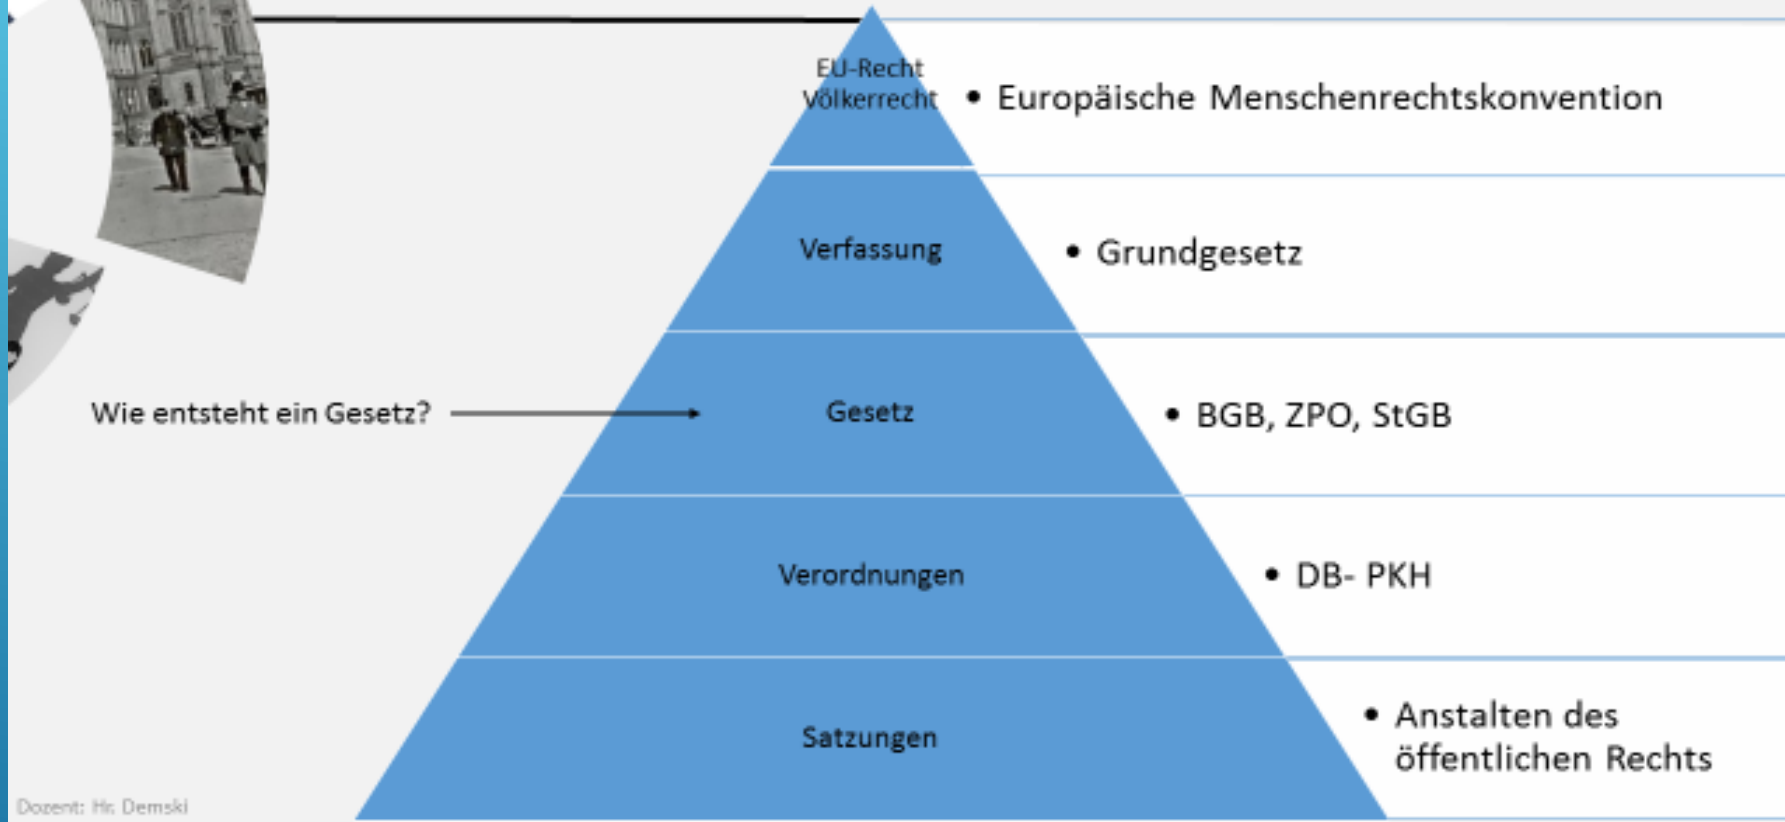 EU-Recht
Völkerrecht
• Europäische Menschenrechtskonvention
Verfassung
• Grundgesetz
Wie entsteht ein Gesetz?
Gesetz
• BGB, ZPO, StGB
Verordnungen
• DB- PKH
Satzungen
• Anstalten des
öffentlichen Rechts
Dozent: Hr. Demski